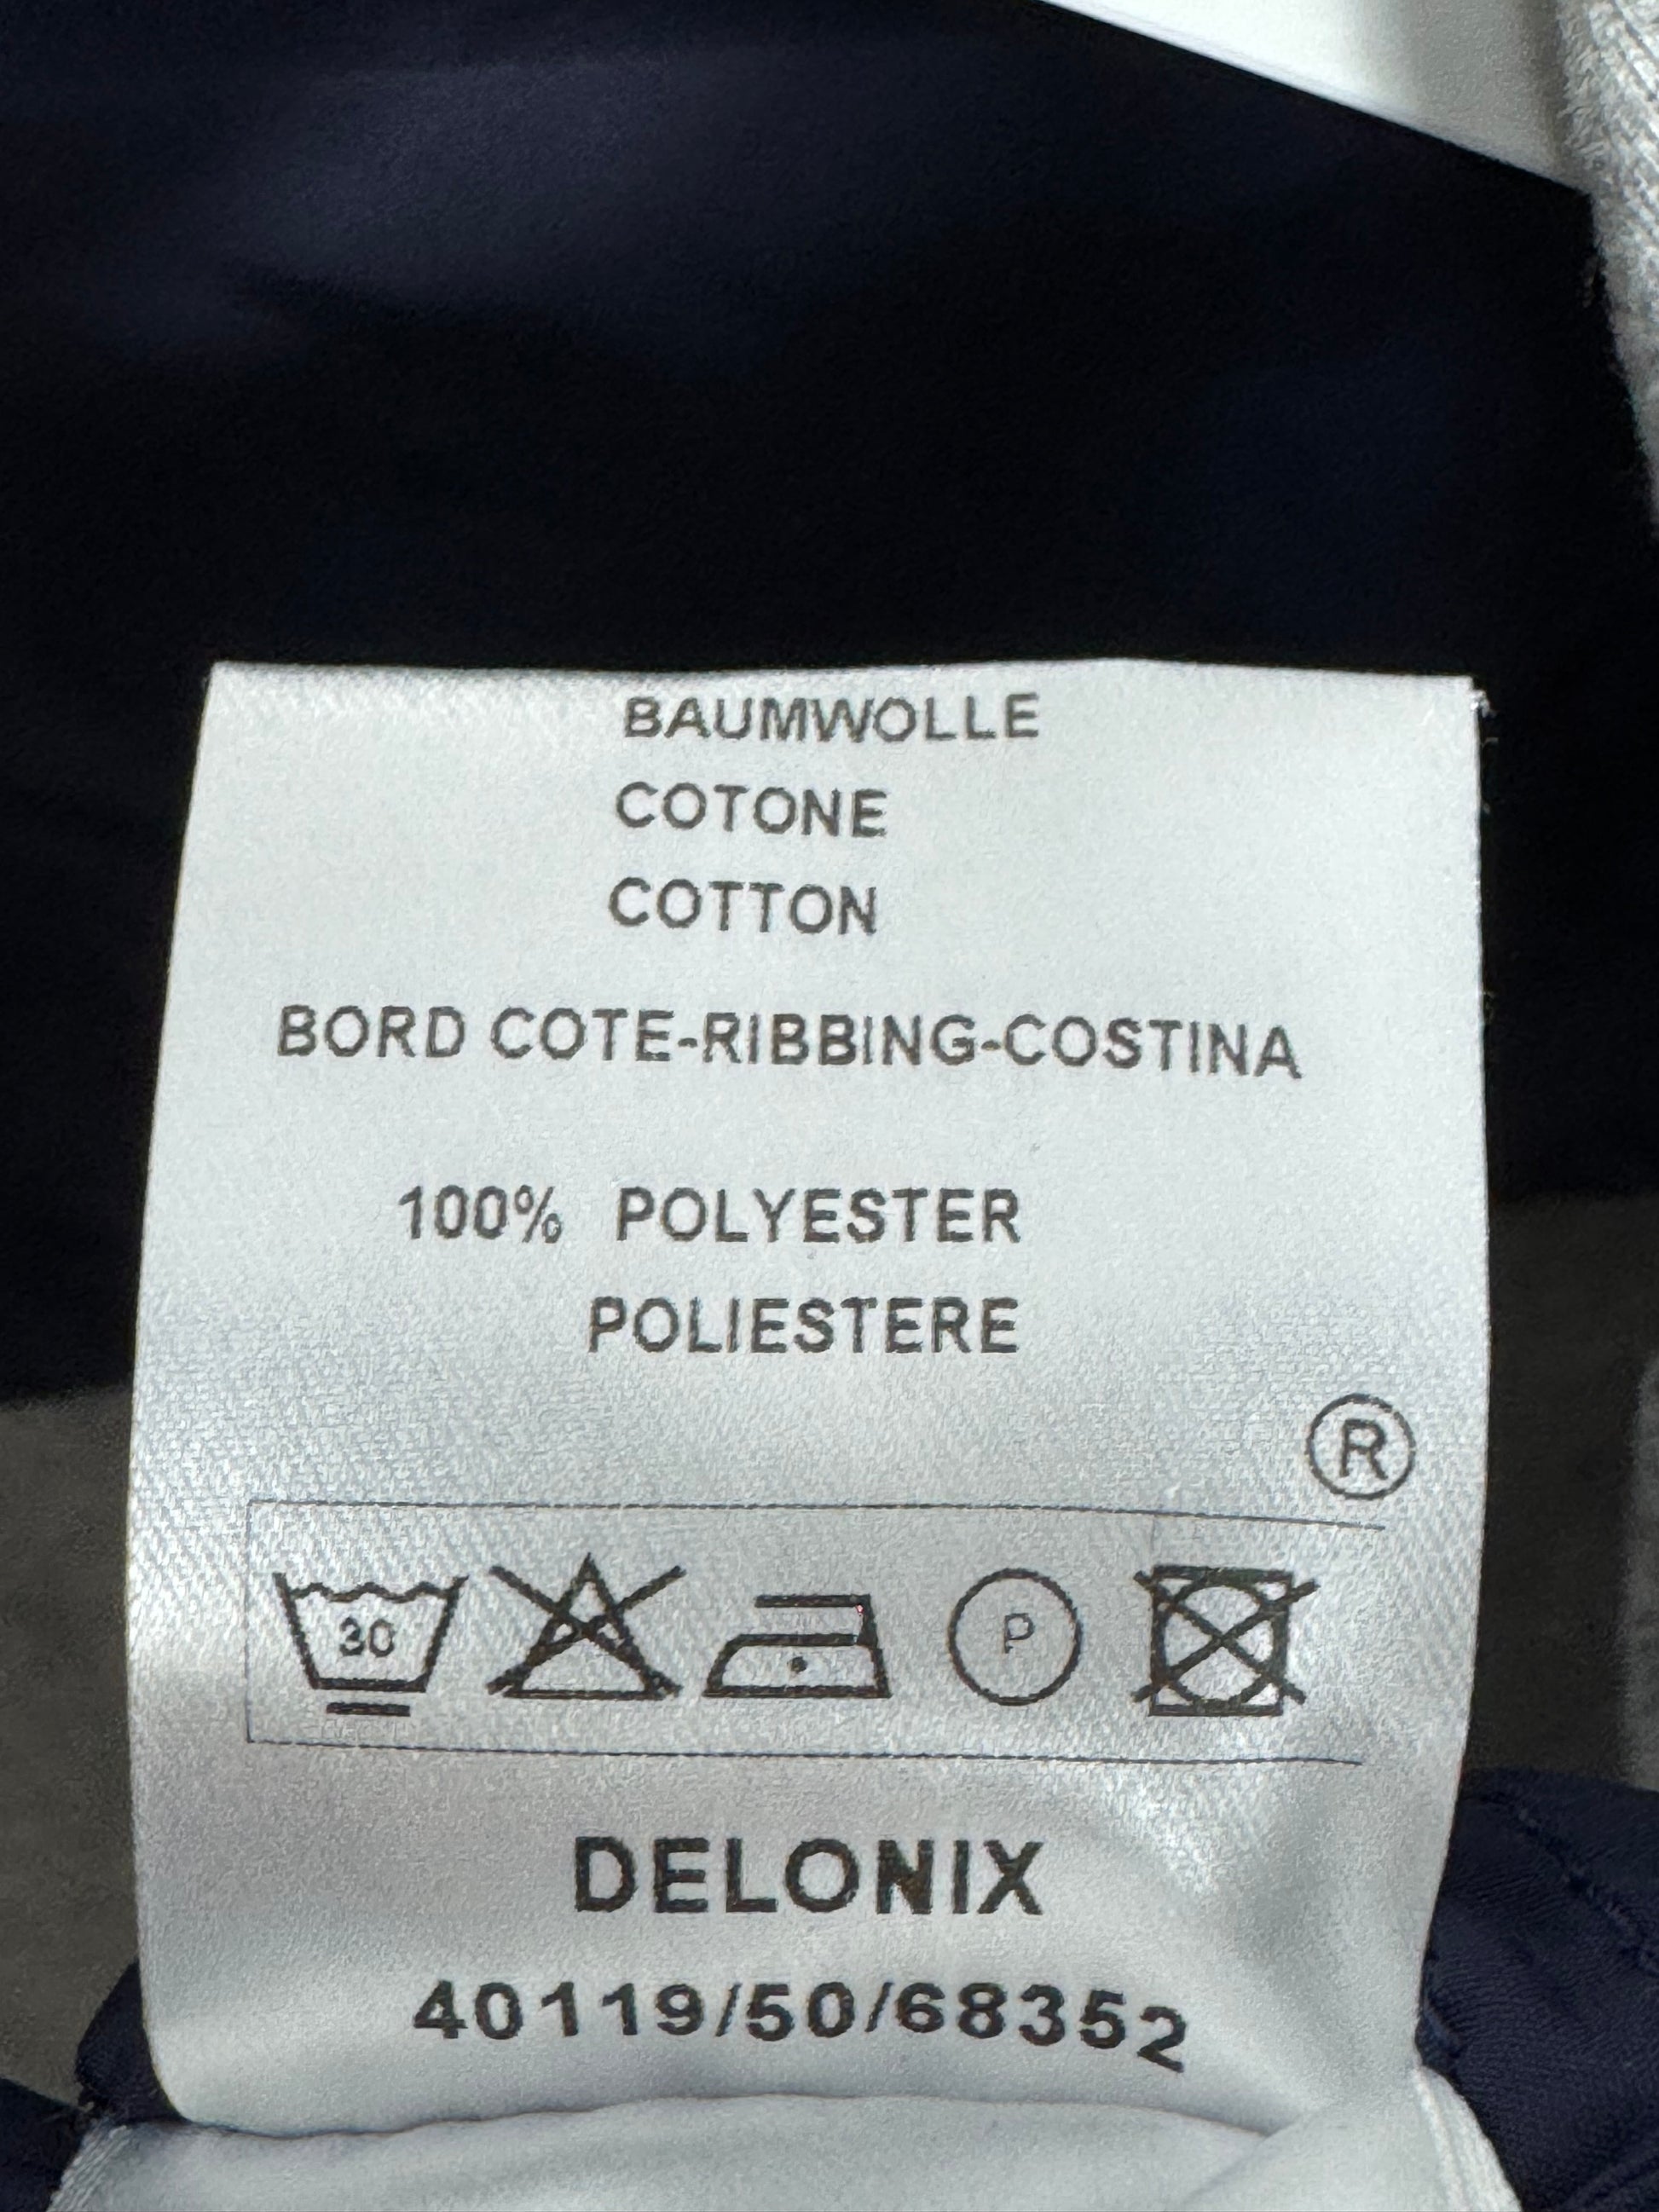 BAUMWOLLE
COTONE
COTTON
BORD COTE-RIBBING-COSTINA
100% POLYESTER
POLIESTERE
®
30
P
DELONIX
40119/50/68352